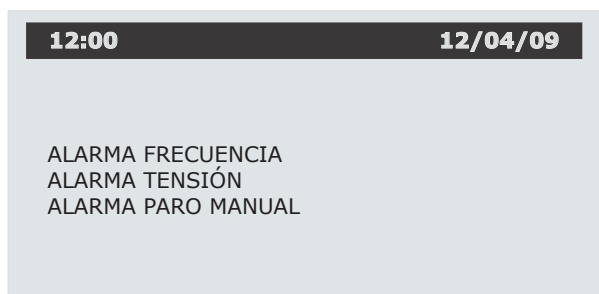 12:00 12/04/09
ALARMA FRECUENCIA
ALARMA TENSIÓN
ALARMA PARO MANUAL